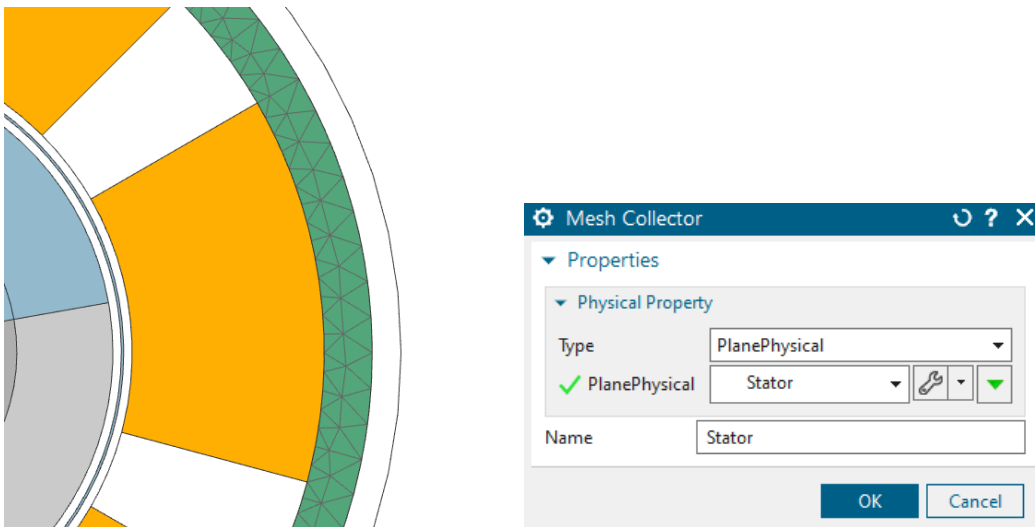 Mesh Collector
Properties
Physical Property
Type PlanePhysical
PlanePhysical Stator
Name Stator
OK Cancel